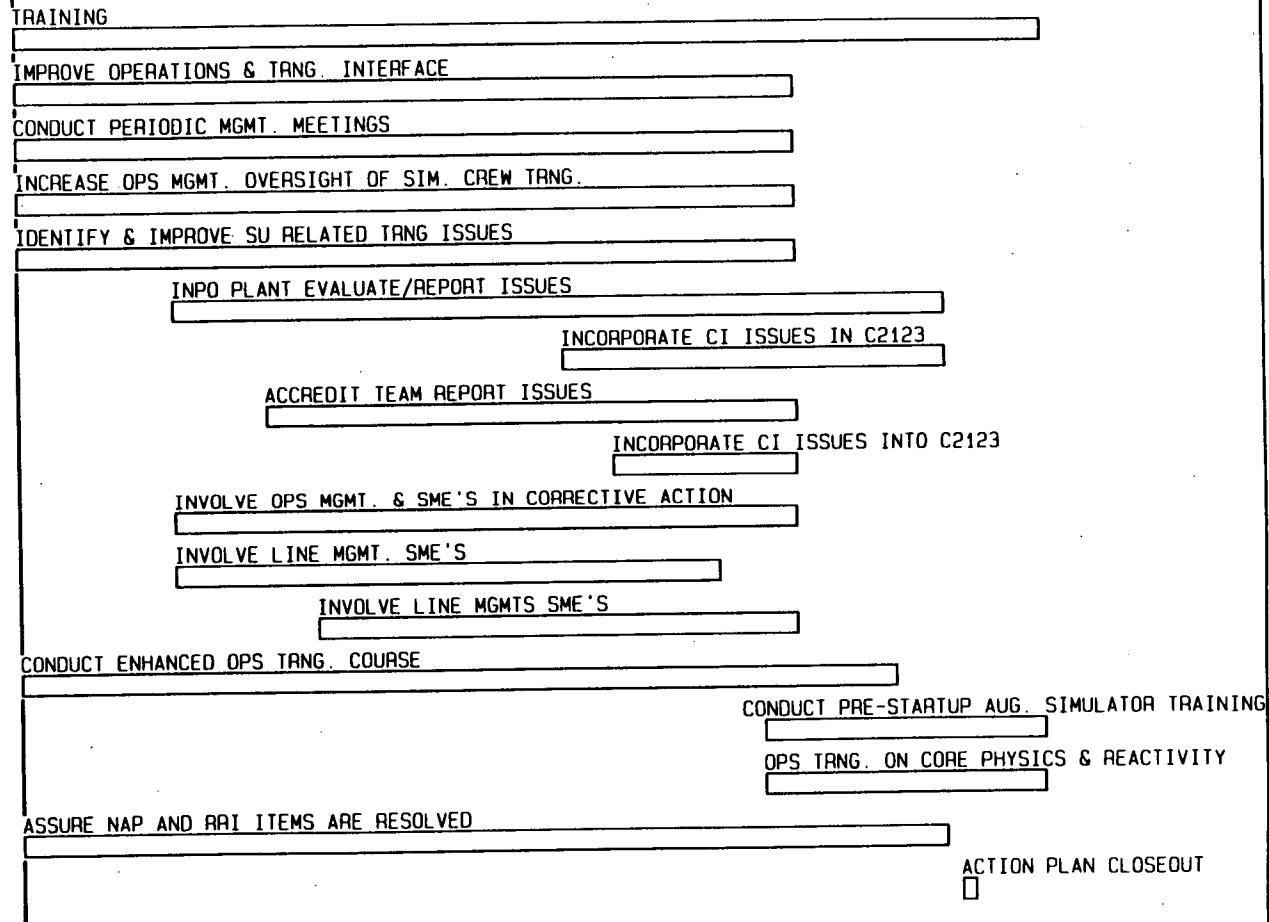 TRAINING
IMPROVE OPERATIONS & TRNG. INTERFACE
CONDUCT PERIODIC MGMT. MEETINGS
INCREASE OPS MGMT. OVERSIGHT OF SIM. CREW TRNG.
IDENTIFY & IMPROVE SU RELATED TRNG ISSUES
INPO PLANT EVALUATE/REPORT ISSUES
INCORPORATE CI ISSUES IN C2123
ACCREDIT TEAM REPORT ISSUES
INCORPORATE CI ISSUES INTO C2123
INVOLVE OPS MGMT. & SME'S IN CORRECTIVE ACTION
INVOLVE LINE MGMT. SME'S
INVOLVE LINE MGMTS SME'S
CONDUCT ENHANCED OPS TRNG. COURSE
CONDUCT PRE-STARTUP AUG. SIMULATOR TRAINING
OPS TRNG. ON CORE PHYSICS & REACTIVITY
ASSURE NAP AND RAI ITEMS ARE RESOLVED
ACTION PLAN CLOSEOUT